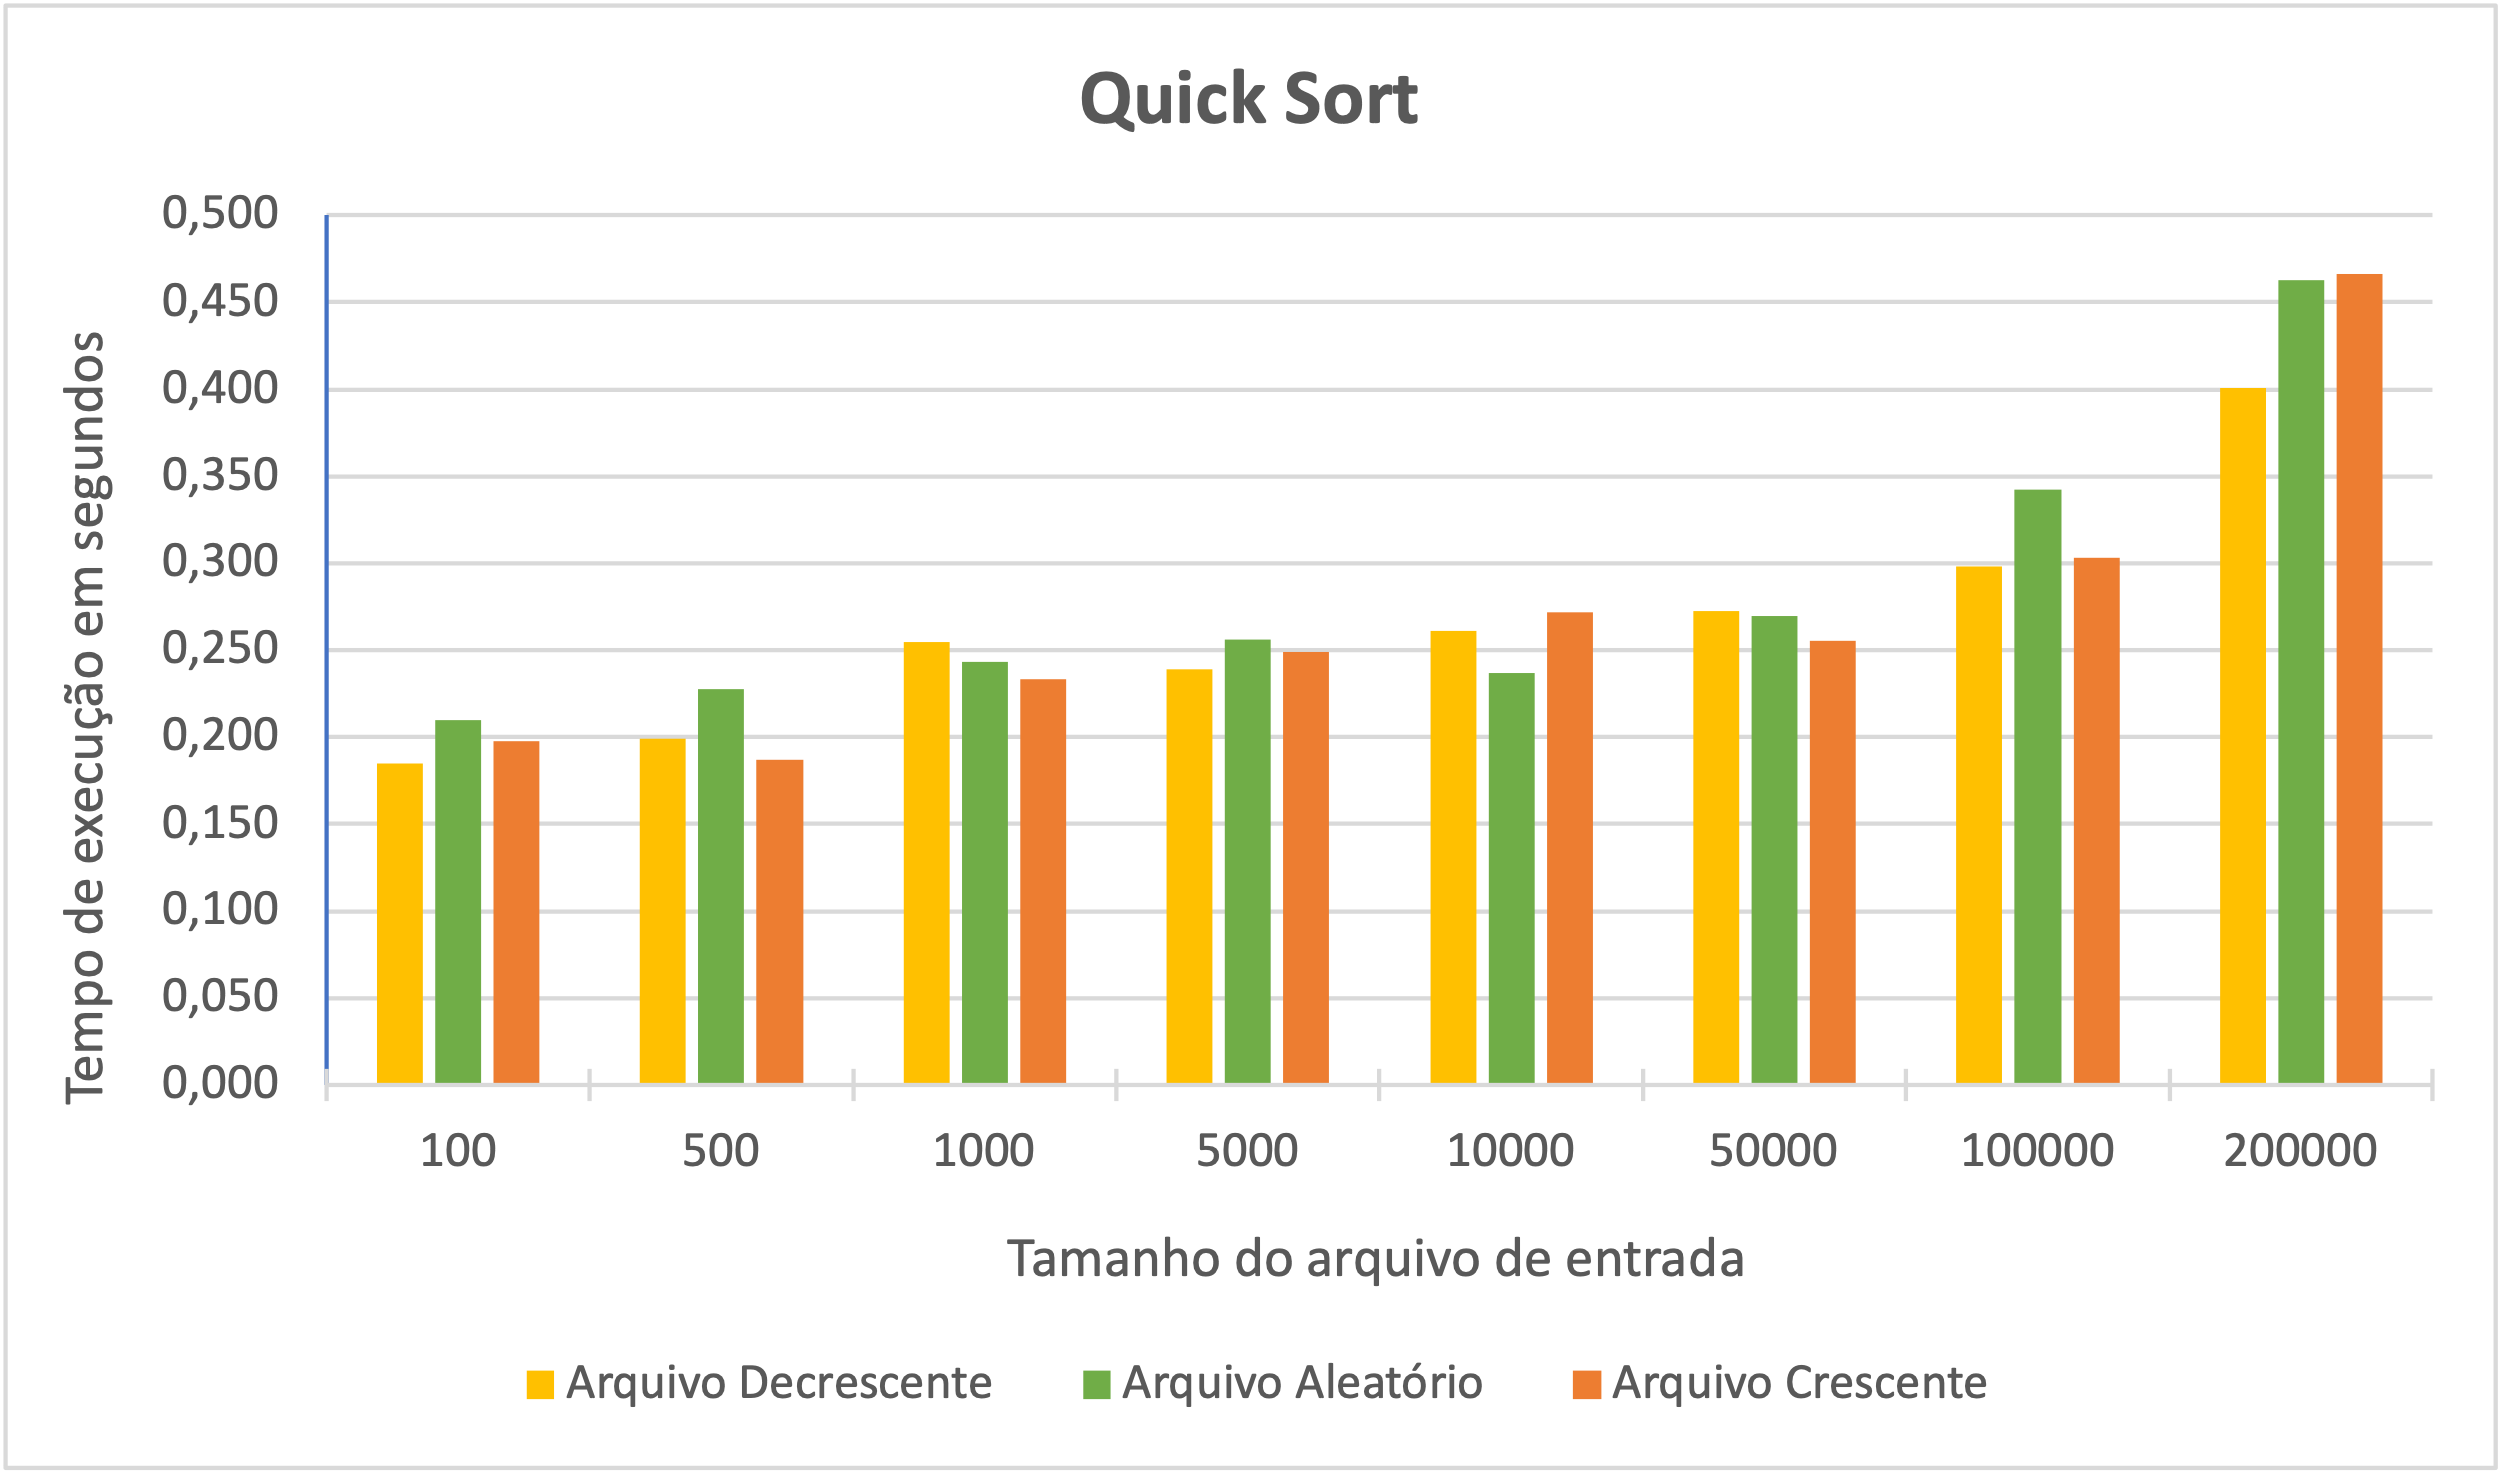 Quick Sort
Tempo de execução em segundos
0,500
0,450
0,400
0,350
0,300
0,250
0,200
0,150
0,100
0,050
0,000
100 500 1000 5000 10000 50000 100000 200000
Tamanho do arquivo de entrada
Arquivo Decrescente Arquivo Aleatório Arquivo Crescente